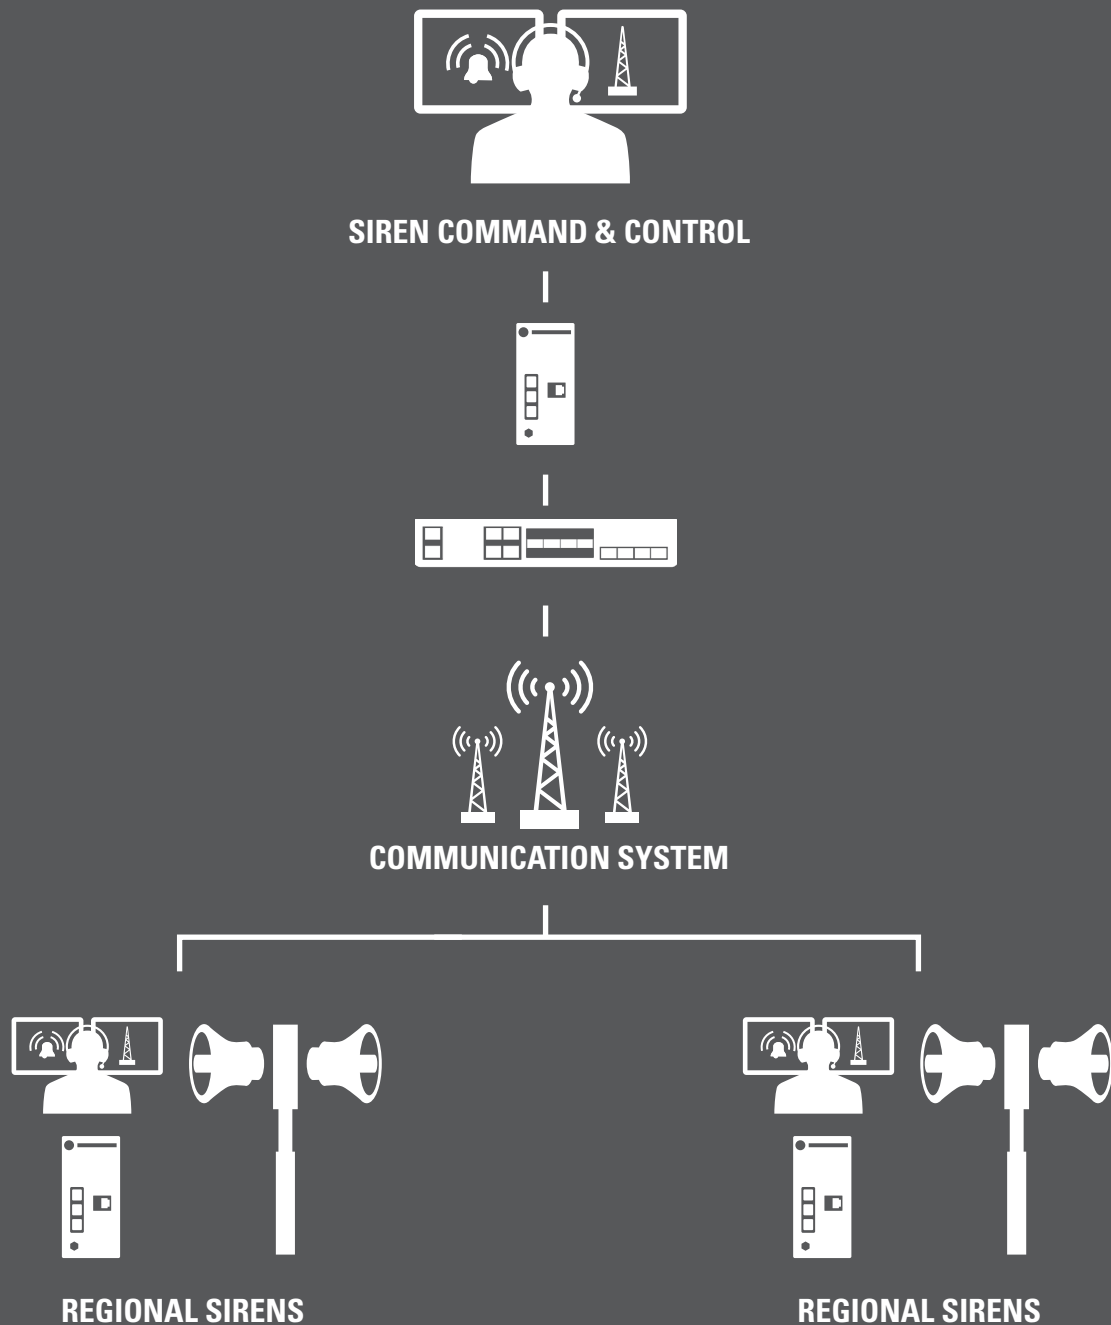 SIREN COMMAND & CONTROL
COMMUNICATION SYSTEM
REGIONAL SIRENS
REGIONAL SIRENS